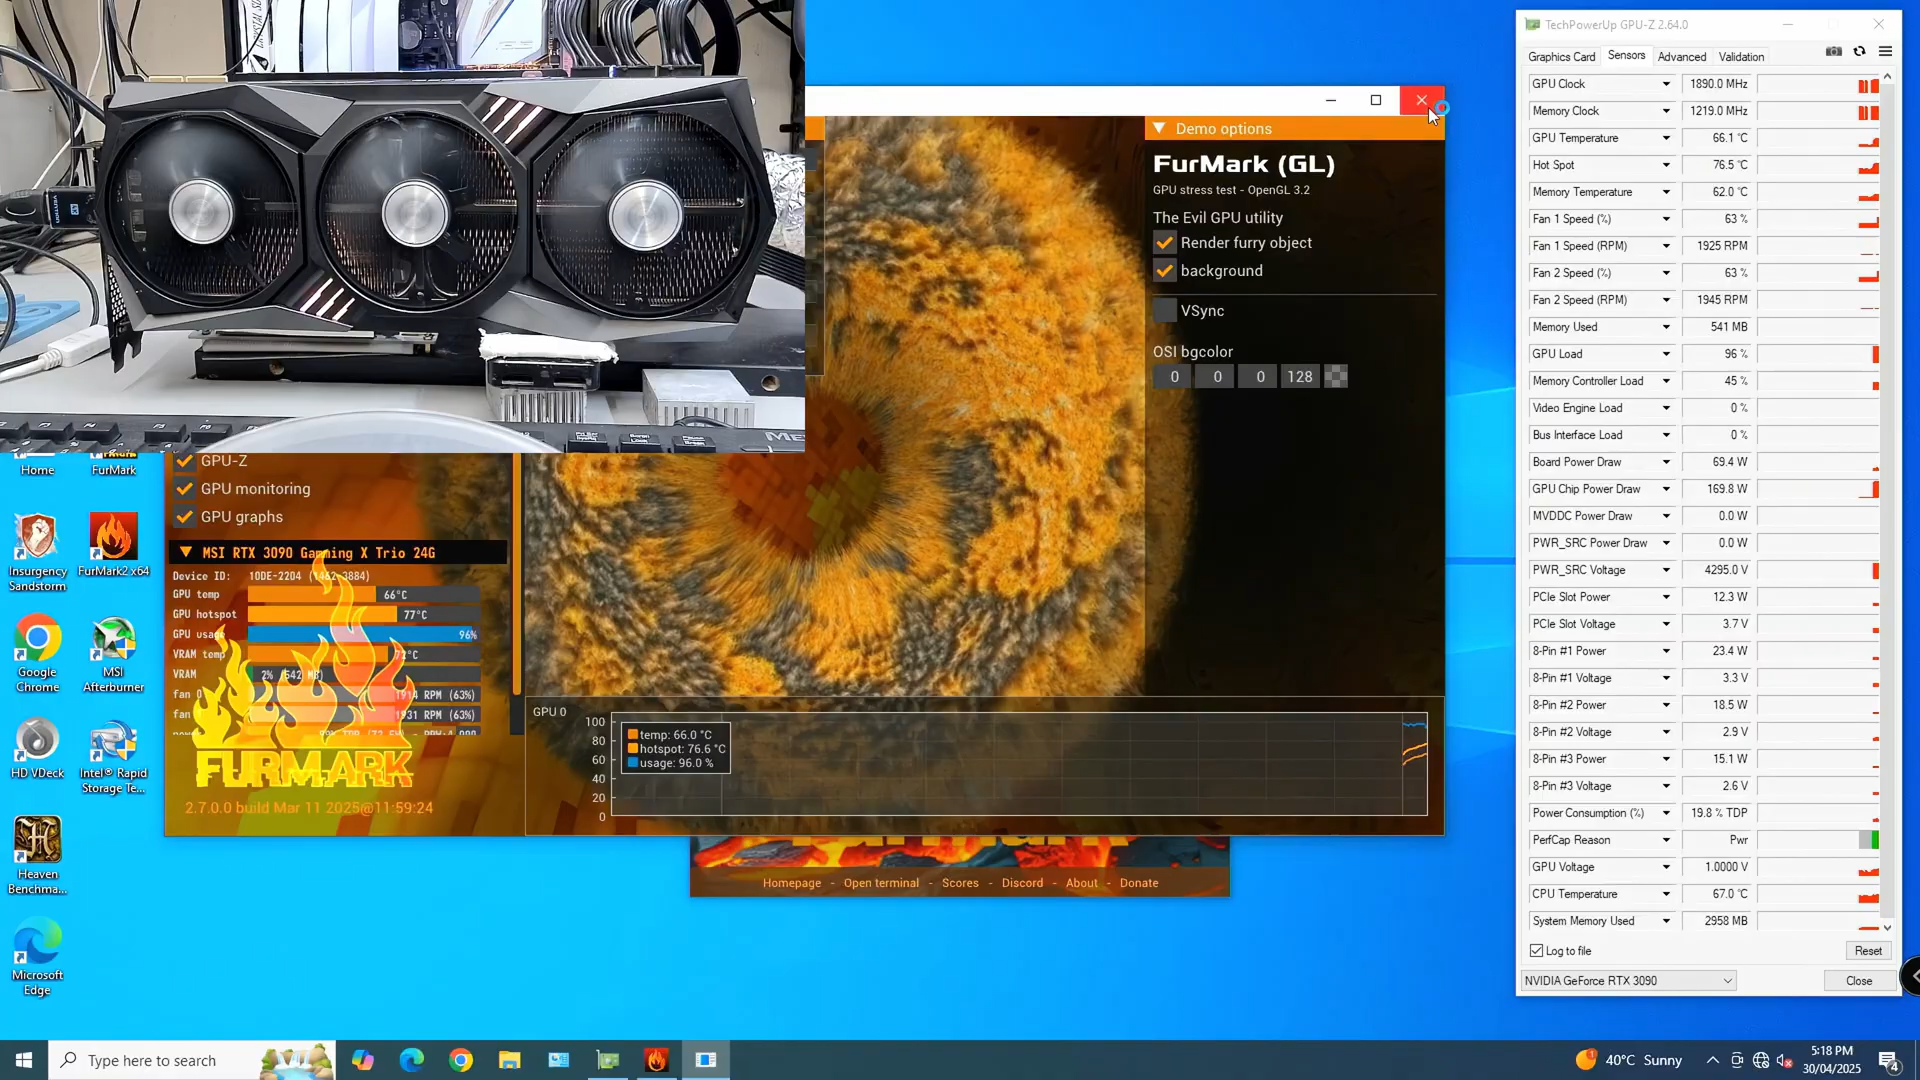 TechPowerUp GPU-Z 2.64.0
Graphics Card Sensors Advanced Validation
GPU Clock 1890.0 MHz
Memory Clock 1219.0 MHz
GPU Temperature 66.1 °C
Hot Spot 76.5 °C
Memory Temperature 62.0 °C
Fan 1 Speed (%) 63 %
Fan 1 Speed (RPM) 1925 RPM
Fan 2 Speed (%) 63 %
Fan 2 Speed (RPM) 1945 RPM
Memory Used 541 MB
GPU Load 96 %
Memory Controller Load 45 %
Video Engine Load 0 %
Bus Interface Load 0 %
Board Power Draw 69.4 W
GPU Chip Power Draw 169.8 W
MVDDC Power Draw 0.0 W
PWR_SRC Power Draw 0.0 W
PWR_SRC Voltage 4295.0 V
PCIe Slot Power 12.3 W
PCIe Slot Voltage 3.7 V
8-Pin #1 Power 23.4 W
8-Pin #1 Voltage 3.3 V
8-Pin #2 Power 18.5 W
8-Pin #2 Voltage 2.9 V
8-Pin #3 Power 15.1 W
8-Pin #3 Voltage 2.6 V
Power Consumption (%) 19.8 % TDP
PerfCap Reason Pwr
GPU Voltage 1.0000 V
CPU Temperature 67.0 °C
System Memory Used 2958 MB
Log to file Reset
NVIDIA GeForce RTX 3090 Close
Demo options
FurMark (GL)
GPU stress test - OpenGL 3.2
The Evil GPU utility
Render furry object
background
VSync
OSI bgcolor
0 0 0 128
GPU-Z
GPU monitoring
GPU graphs
MSI RTX 3090 Gaming X Trio 24G
Device ID: 10DE-2204 (1462-3884)
GPU temp 66°C
GPU hotspot 77°C
GPU usage 96%
VRAM temp 72°C
VRAM 2% (542 MB)
fan 0 1914 RPM (63%)
fan 1931 RPM (63%)
FURMARK
2.7.0.0 build Mar 11 2025@11:59:24
GPU 0
100
80
60
40
20
0
temp: 66.0 °C
hotspot: 76.6 °C
usage: 96.0 %
Homepage - Open terminal - Scores - Discord - About - Donate
Home
FurMark
Insurgency Sandstorm
FurMark2 x64
Google Chrome
MSI Afterburner
HD VDeck
Intel® Rapid Storage Te...
Heaven Benchma...
Microsoft Edge
Type here to search
40°C Sunny
5:18 PM
30/04/2025
4